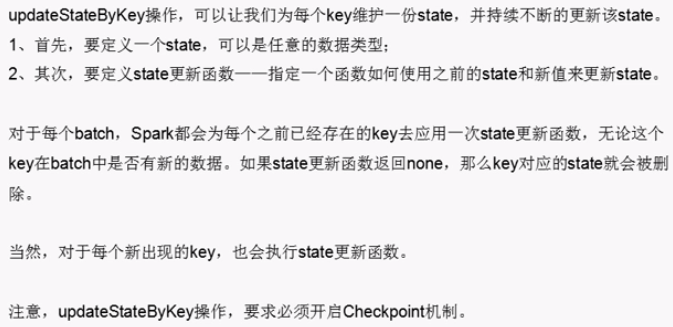 updateStateByKey操作，可以让我们为每个key维护一份state，并持续不断的更新该state。
1、首先，要定义一个state，可以是任意的数据类型；
2、其次，要定义state更新函数——指定一个函数如何使用之前的state和新值来更新state。
对于每个batch，Spark都会为每个之前已经存在的key去应用一次state更新函数，无论这个
key在batch中是否有新的数据。如果state更新函数返回none，那么key对应的state就会被删
除。
当然，对于每个新出现的key，也会执行state更新函数。
注意，updateStateByKey操作，要求必须开启Checkpoint机制。